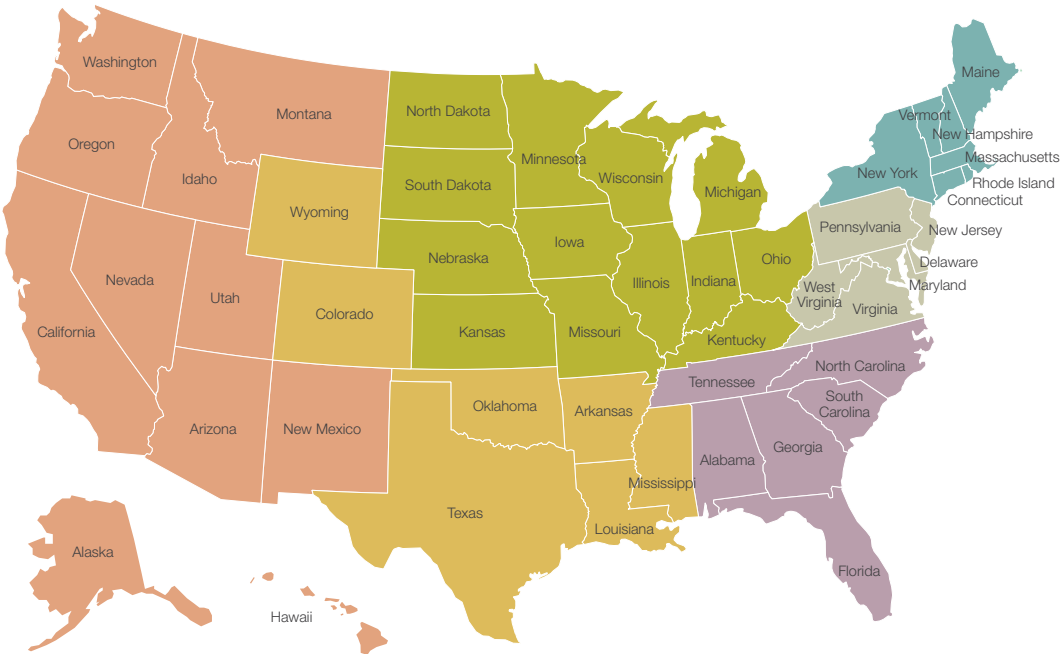 Washington
Oregon
Idaho
Montana
Wyoming
Nevada
Utah
Colorado
California
Arizona
New Mexico
Alaska
Hawaii
North Dakota
South Dakota
Nebraska
Kansas
Minnesota
Iowa
Missouri
Wisconsin
Illinois
Michigan
Indiana
Ohio
Kentucky
Oklahoma
Texas
Arkansas
Louisiana
Mississippi
Tennessee
Alabama
Georgia
Florida
North Carolina
South
Carolina
Virginia
West
Virginia
Pennsylvania
New Jersey
Delaware
Maryland
New York
Vermont
New Hampshire
Maine
Massachusetts
Rhode Island
Connecticut